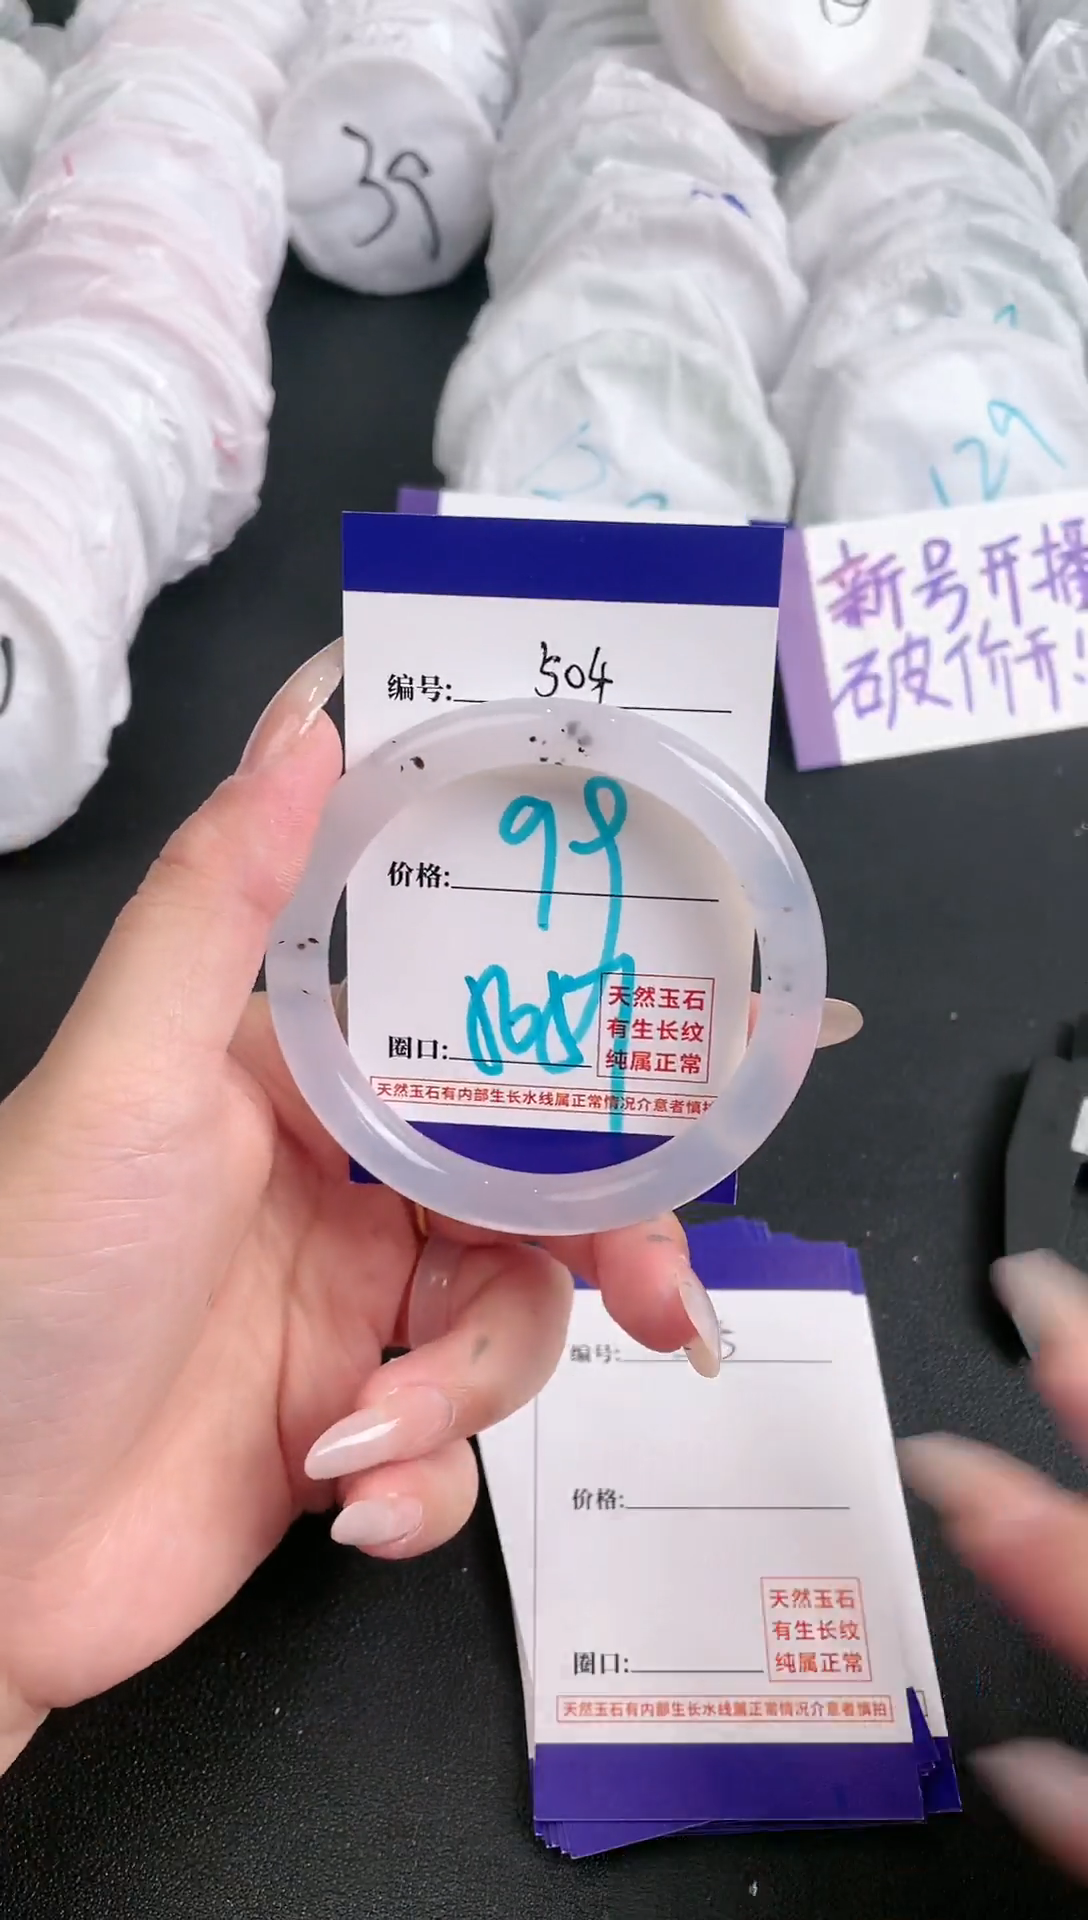 39
129
新号开播
破价开!
编号: 504
价格: 99
圈口:
天然玉石
有生长纹
纯属正常
天然玉石有内部生长水线属正常情况介意者慎拍
编号:
价格:
圈口:
天然玉石
有生长纹
纯属正常
天然玉石有内部生长水线属正常情况介意者慎拍